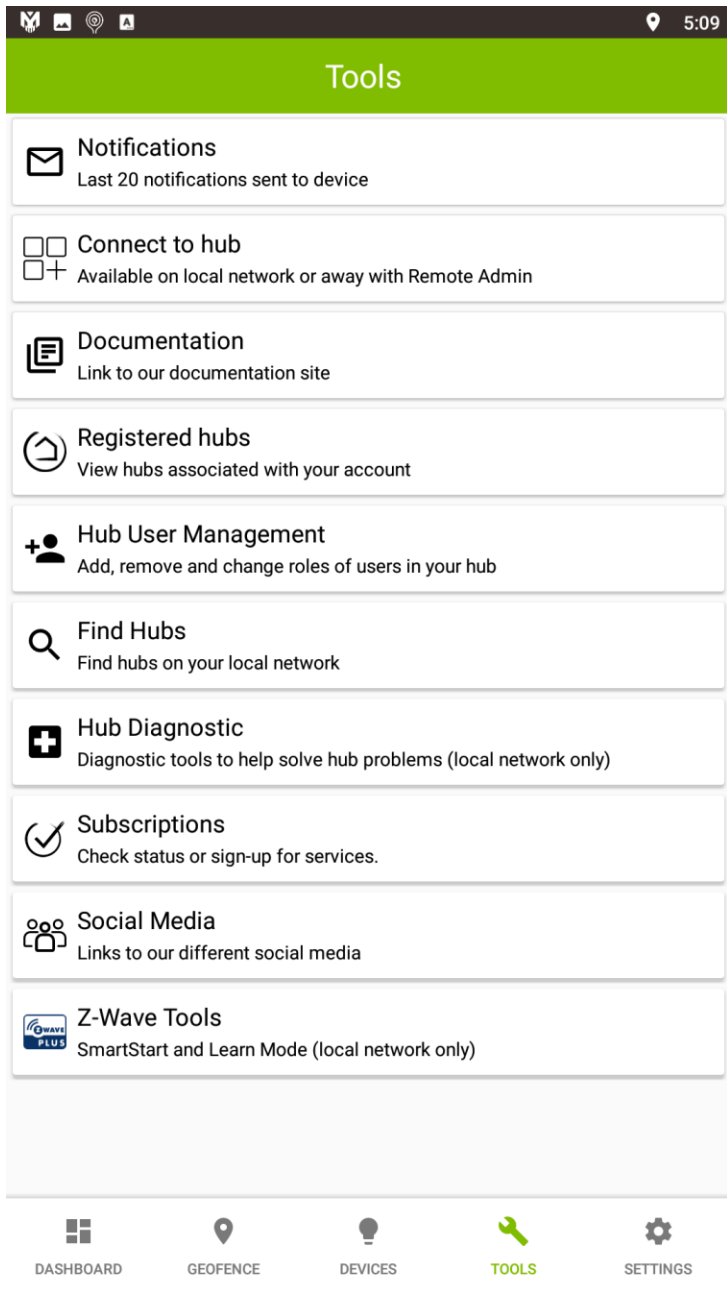 5:09
Tools
Notifications
Last 20 notifications sent to device
Connect to hub
Available on local network or away with Remote Admin
Documentation
Link to our documentation site
Registered hubs
View hubs associated with your account
Hub User Management
Add, remove and change roles of users in your hub
Find Hubs
Find hubs on your local network
Hub Diagnostic
Diagnostic tools to help solve hub problems (local network only)
Subscriptions
Check status or sign-up for services.
Social Media
Links to our different social media
Z-Wave Tools
SmartStart and Learn Mode (local network only)
Z WAVE
PLUS
DASHBOARD GEOFENCE DEVICES TOOLS SETTINGS